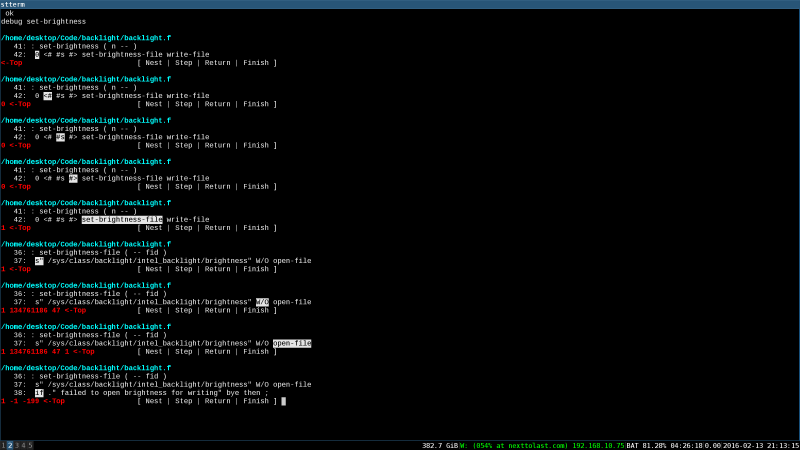 stterm
ok
debug set-brightness
/home/desktop/Code/backlight/backlight.f
41: : set-brightness ( n -- )
42: 0 <# #s #> set-brightness-file write-file
<-Top [ Nest | Step | Return | Finish ]
/home/desktop/Code/backlight/backlight.f
41: : set-brightness ( n -- )
42: 0 <# #s #> set-brightness-file write-file
0 <-Top [ Nest | Step | Return | Finish ]
/home/desktop/Code/backlight/backlight.f
41: : set-brightness ( n -- )
42: 0 <# #s #> set-brightness-file write-file
0 <-Top [ Nest | Step | Return | Finish ]
/home/desktop/Code/backlight/backlight.f
41: : set-brightness ( n -- )
42: 0 <# #s #> set-brightness-file write-file
0 <-Top [ Nest | Step | Return | Finish ]
/home/desktop/Code/backlight/backlight.f
41: : set-brightness ( n -- )
42: 0 <# #s #> set-brightness-file write-file
1 <-Top [ Nest | Step | Return | Finish ]
/home/desktop/Code/backlight/backlight.f
36: : set-brightness-file ( -- fid )
37: s" /sys/class/backlight/intel_backlight/brightness" W/O open-file
1 <-Top [ Nest | Step | Return | Finish ]
/home/desktop/Code/backlight/backlight.f
36: : set-brightness-file ( -- fid )
37: s" /sys/class/backlight/intel_backlight/brightness" W/O open-file
1 134761106 47 <-Top [ Nest | Step | Return | Finish ]
/home/desktop/Code/backlight/backlight.f
36: : set-brightness-file ( -- fid )
37: s" /sys/class/backlight/intel_backlight/brightness" W/O open-file
1 134761106 47 1 <-Top [ Nest | Step | Return | Finish ]
/home/desktop/Code/backlight/backlight.f
36: : set-brightness-file ( -- fid )
37: s" /sys/class/backlight/intel_backlight/brightness" W/O open-file
38: if ." failed to open brightness for writing" bye then ;
1 -1 -199 <-Top [ Nest | Step | Return | Finish ]
1 2 3 4 5 382.7 GiB W: (054% at nexttolast.com) 192.168.10.75 BAT 81.28% 04:26:18 0.00 2016-02-13 21:13:15